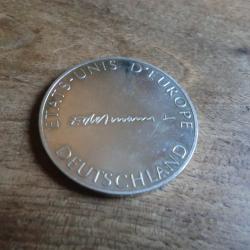 ETATS-UNIS D'EUROPE
DEUTSCHLAND